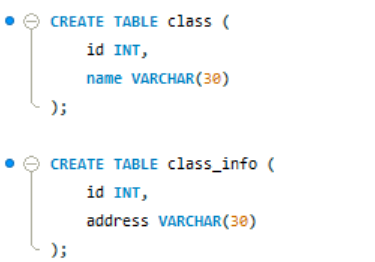 CREATE TABLE class (
id INT,
name VARCHAR(30)
);
CREATE TABLE class_info (
id INT,
address VARCHAR(30)
);